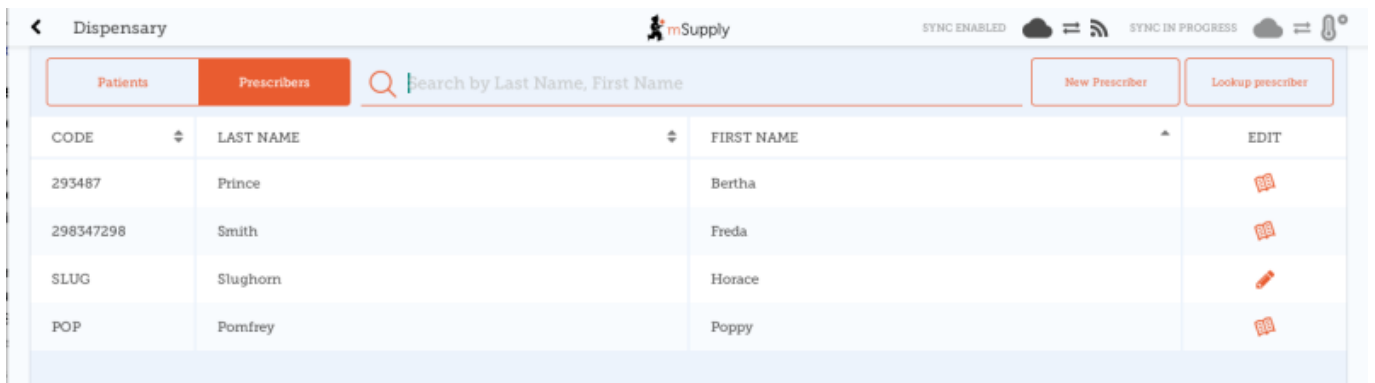 Dispensary mSupply SYNC ENABLED SYNC IN PROGRESS
Patients Prescribers Search by Last Name, First Name New Prescriber Lookup prescriber
CODE LAST NAME FIRST NAME EDIT
293487 Prince Bertha
298347298 Smith Freda
SLUG Slughorn Horace
POP Pomfrey Poppy